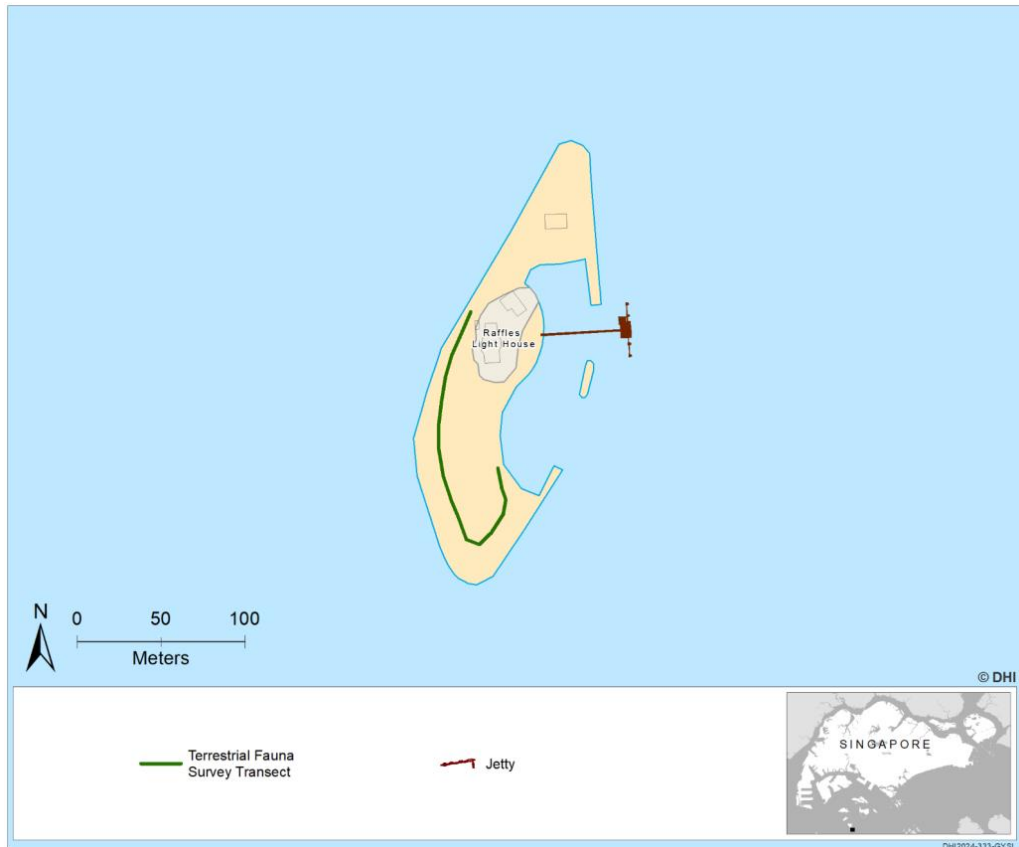 Raffles
Light House
N
0 50 100
Meters
© DHI
Terrestrial Fauna
Survey Transect
Jetty
SINGAPORE